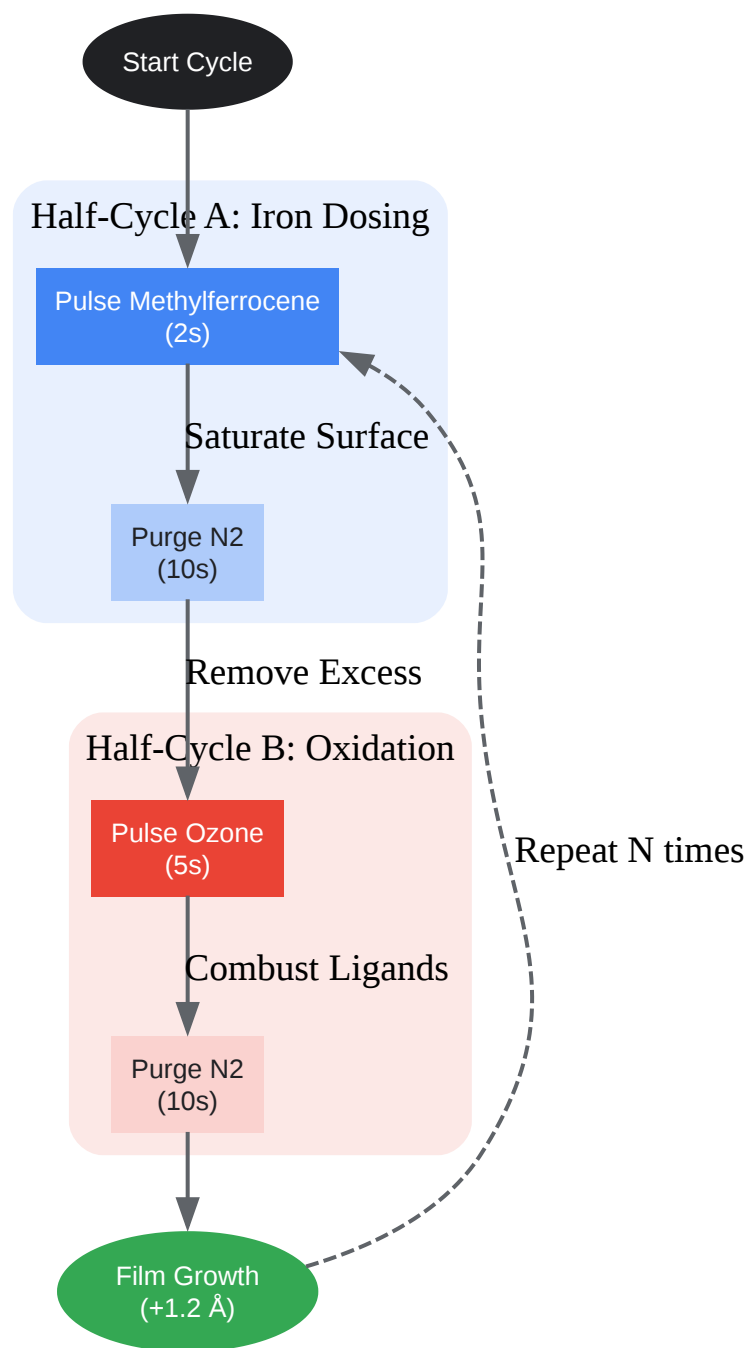 Start Cycle
Half-Cycle A: Iron Dosing
Pulse Methylferrocene
(2s)
Saturate Surface
Purge N2
(10s)
Remove Excess
Half-Cycle B: Oxidation
Pulse Ozone
(5s)
Repeat N times
Combust Ligands
Purge N2
(10s)
Film Growth
(+1.2 Å)